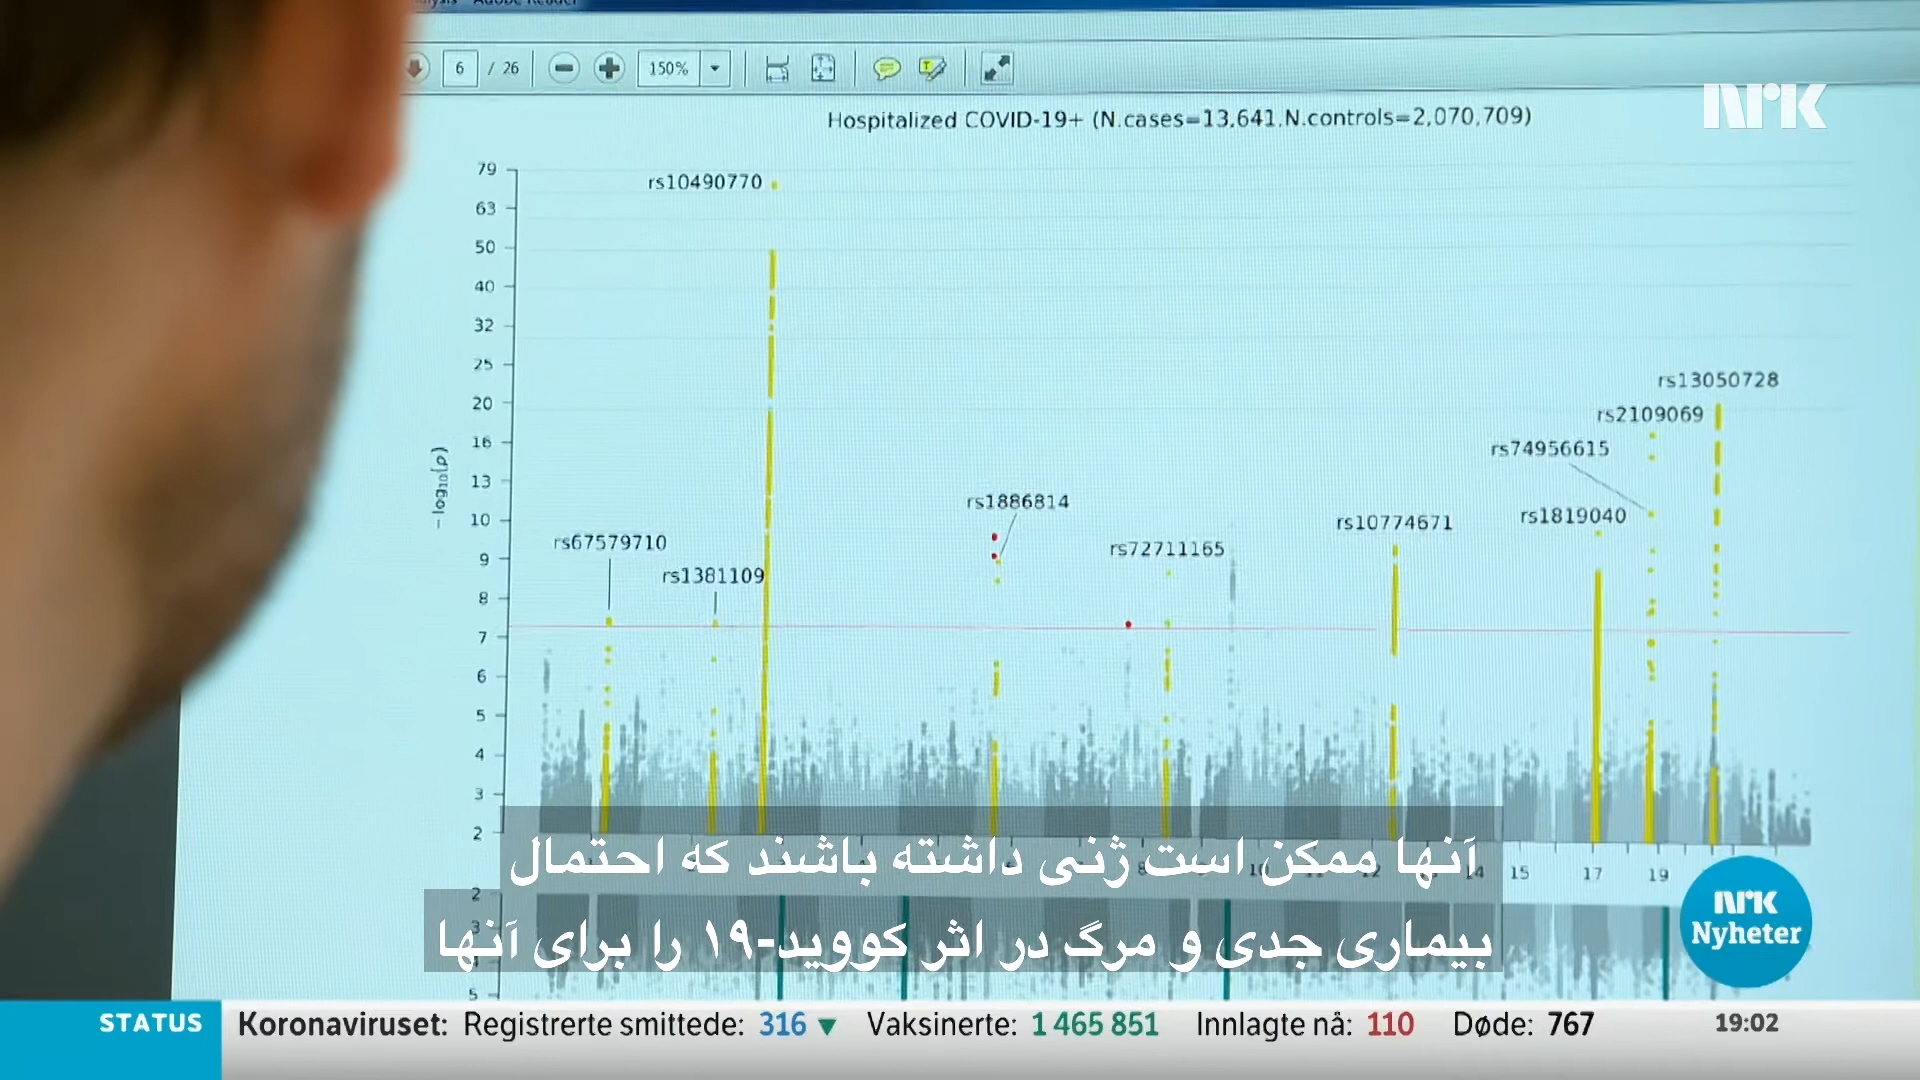 6 / 26 150%
nrk
Hospitalized COVID-19+ (N.cases=13,641,N.controls=2,070,709)
79
rs10490770
63
50
40
32
25
rs13050728
20
rs2109069
16
rs74956615
13
-log10(p)
10
rs1886814
rs10774671
rs1819040
rs67579710
rs72711165
9
rs1381109
8
7
6
5
4
3
2
15 17 19
آنها ممکن است ژنی داشته باشند که احتمال
بیماری جدی و مرگ در اثر کووید-۱۹ را برای آنها
2
5
nrk
Nyheter
STATUS Koronaviruset: Registrerte smittede: 316 Vaksinerte: 1 465 851 Innlagte nå: 110 Døde: 767 19:02